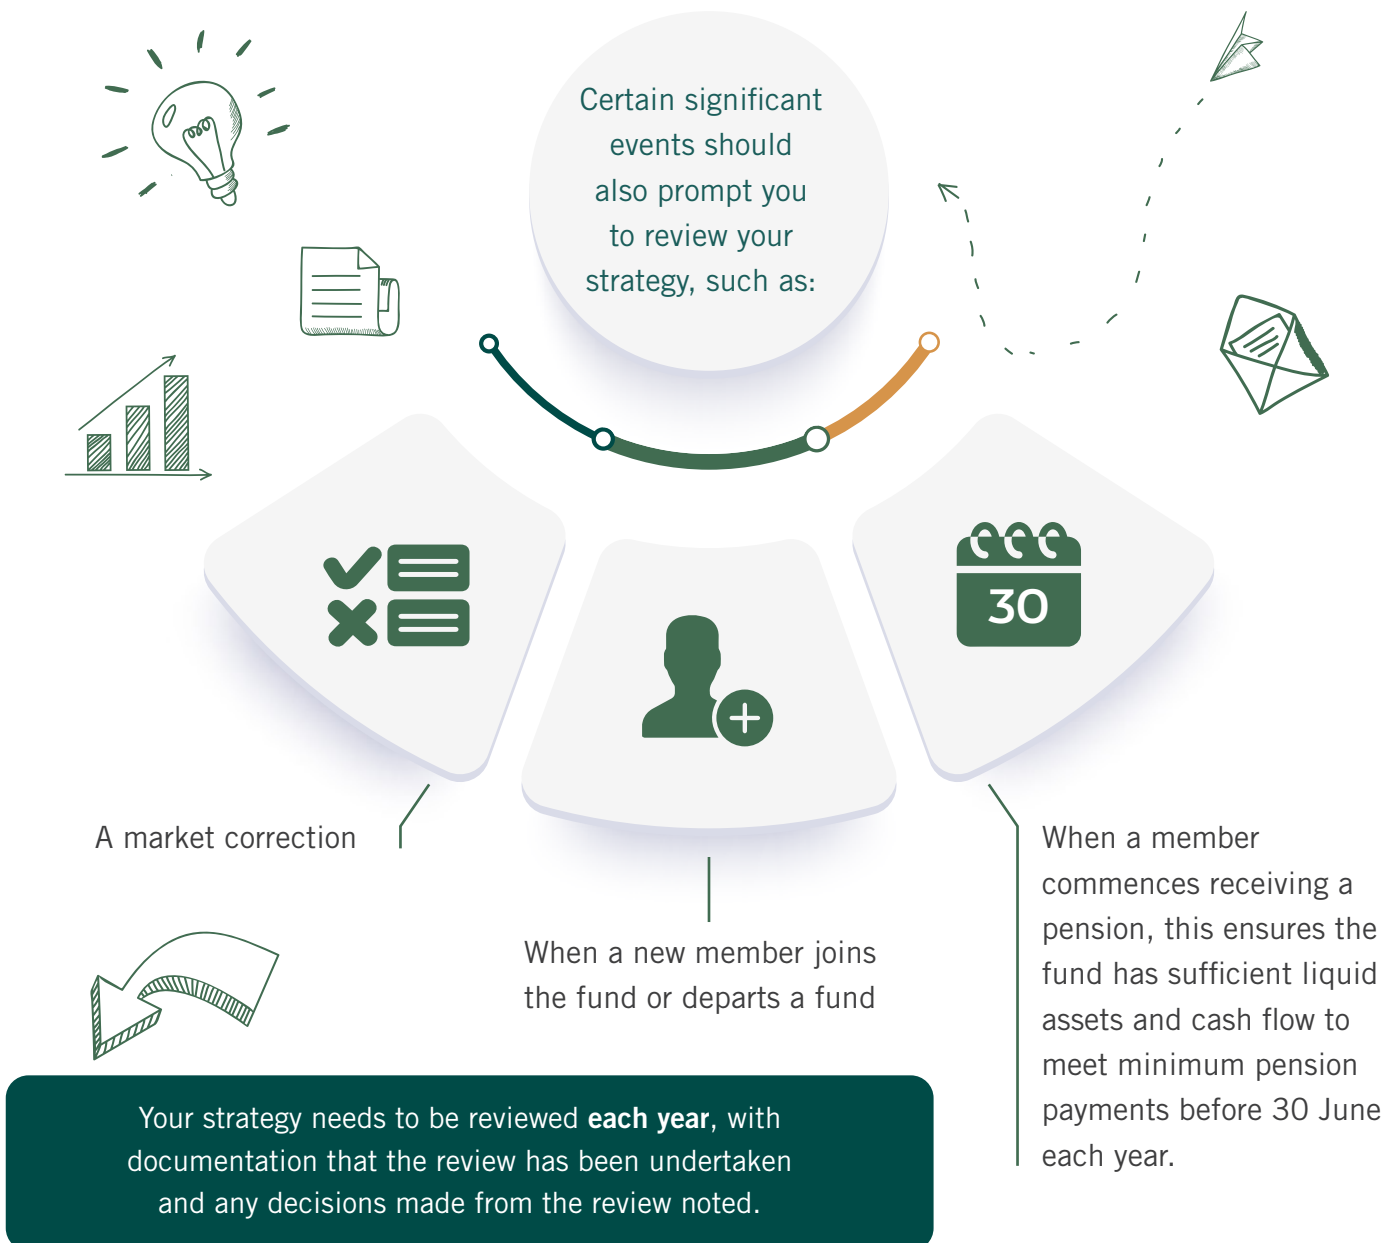 Certain significant
events should
also prompt you
to review your
strategy, such as:
30
A market correction
When a new member joins
the fund or departs a fund
When a member
commences receiving a
pension, this ensures the
fund has sufficient liquid
assets and cash flow to
meet minimum pension
payments before 30 June
each year.
Your strategy needs to be reviewed each year, with
documentation that the review has been undertaken
and any decisions made from the review noted.